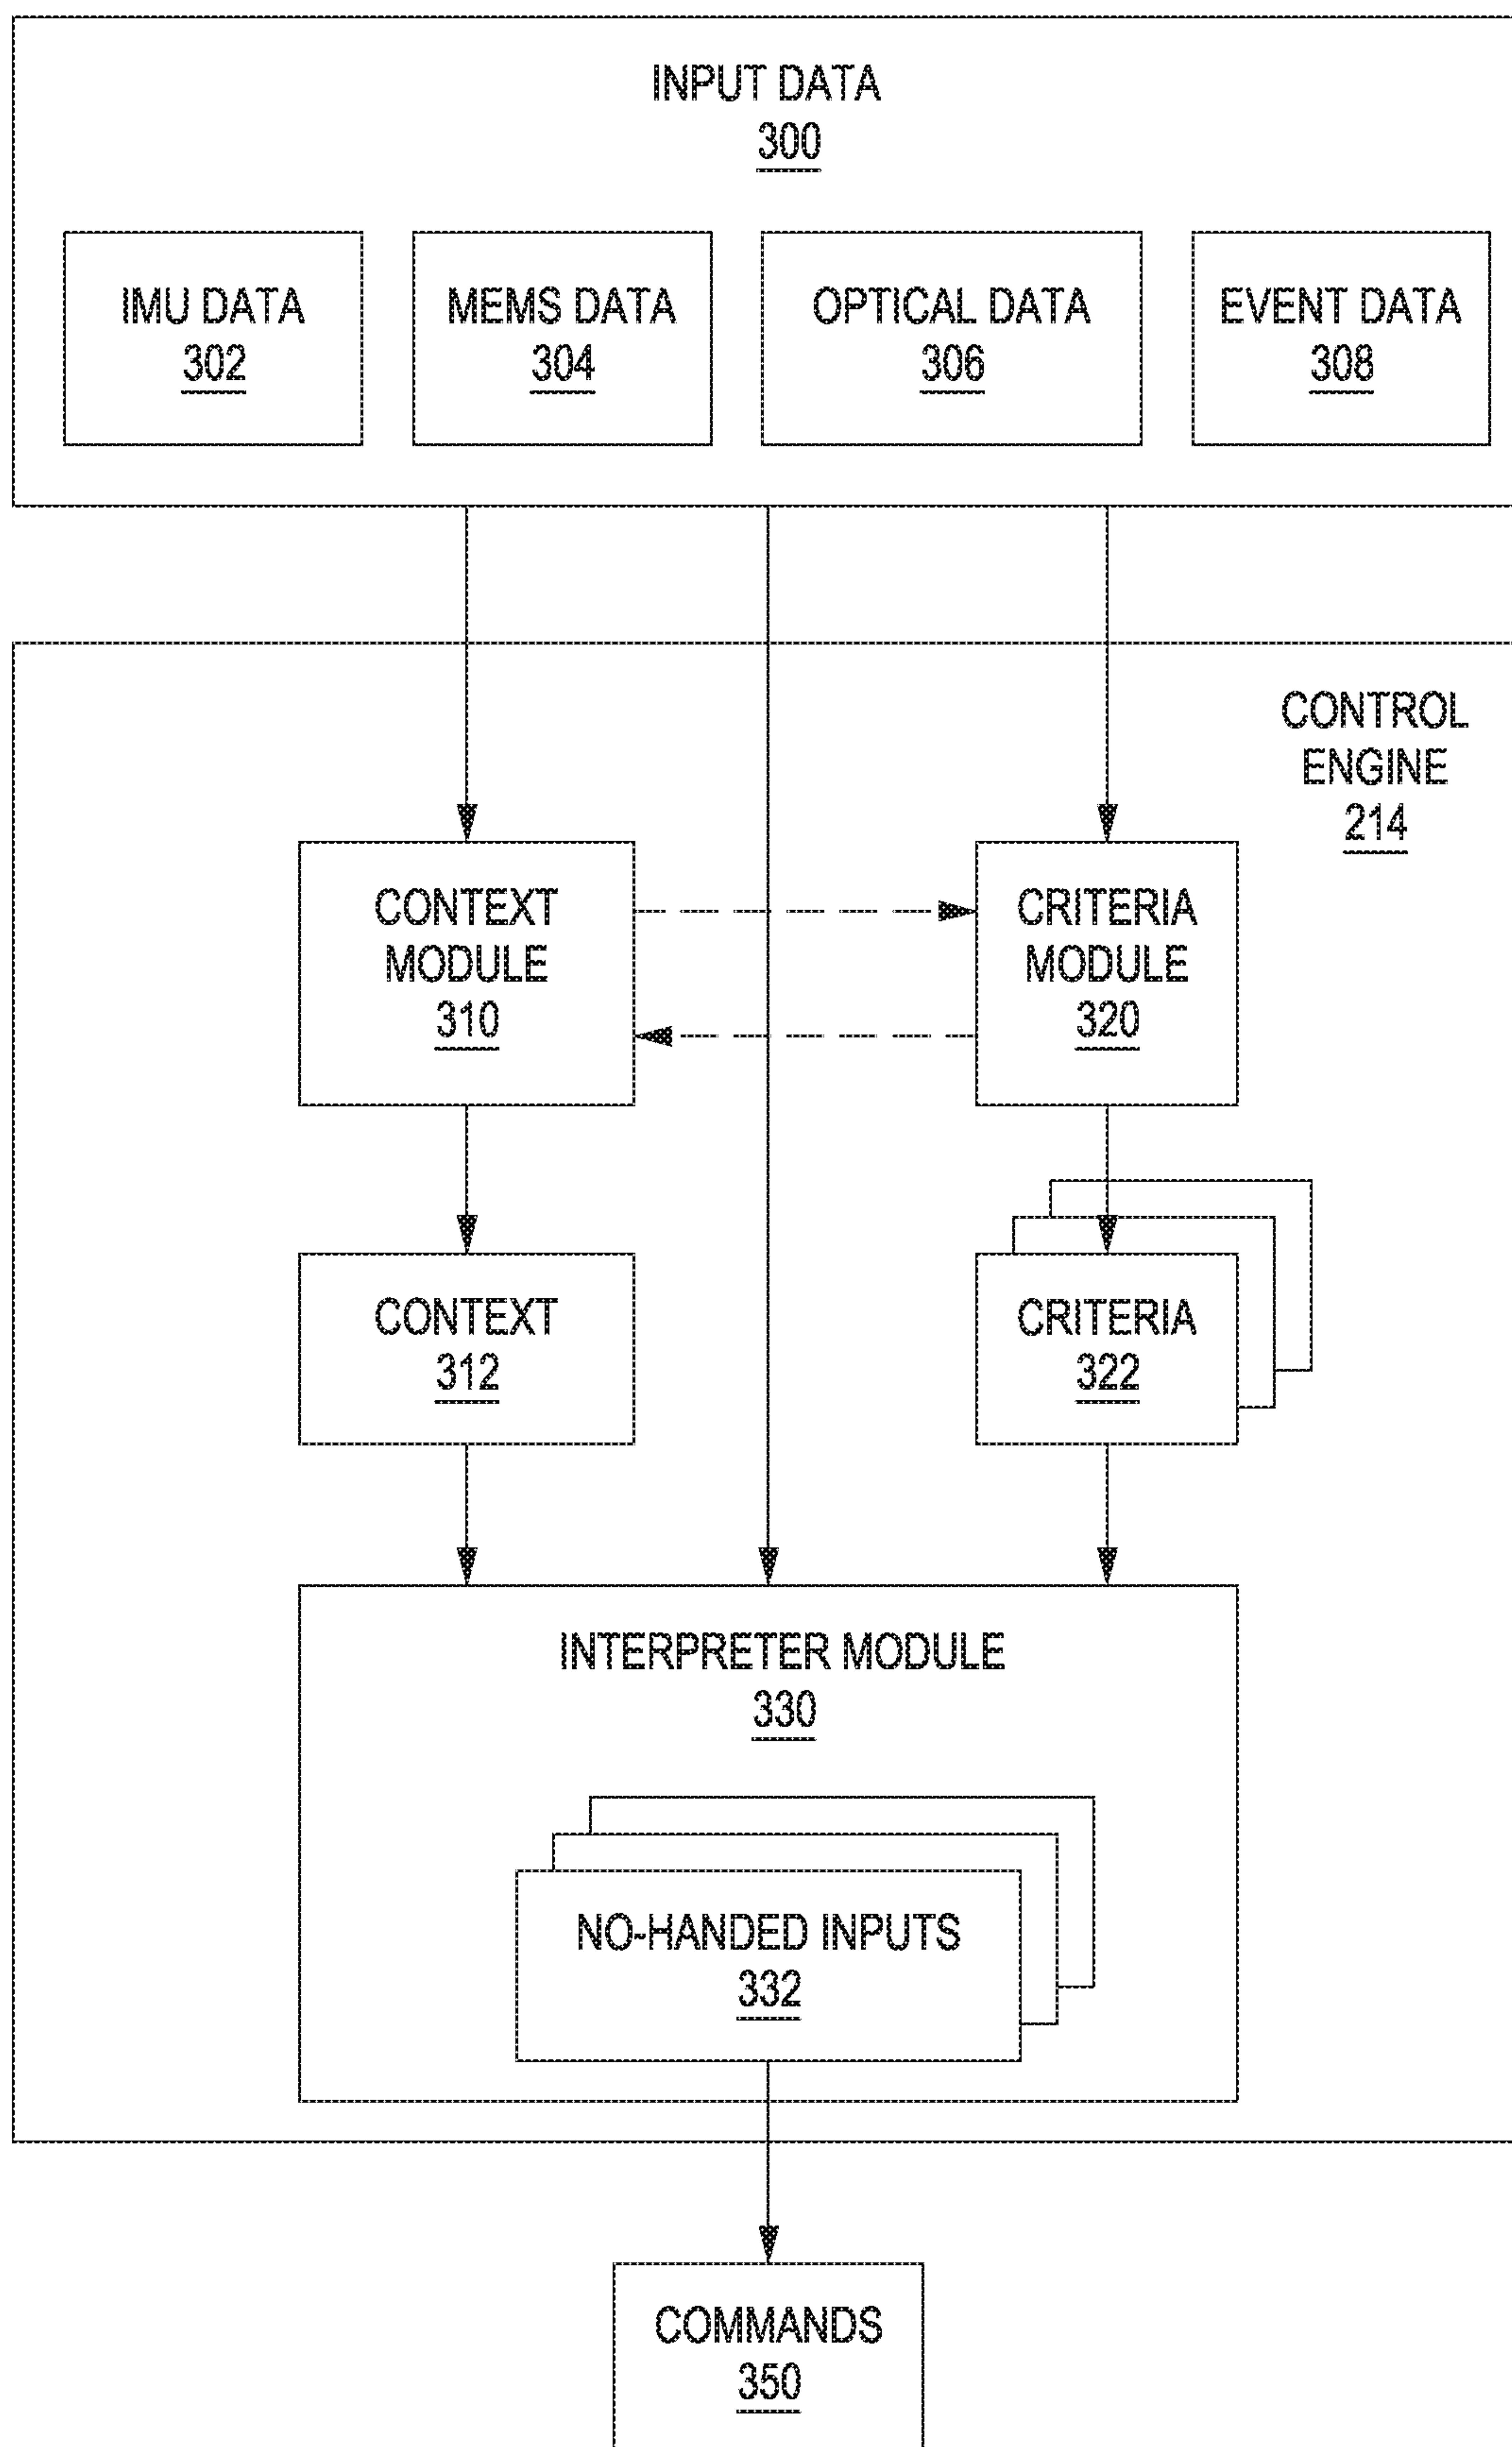 INPUT DATA
300
IMU DATA
302
MEMS DATA
304
OPTICAL DATA
306
EVENT DATA
308
CONTROL
ENGINE
214
CONTEXT
MODULE
310
CRITERIA
MODULE
320
CONTEXT
312
CRITERIA
322
INTERPRETER MODULE
330
NO-HANDED INPUTS
332
COMMANDS
350